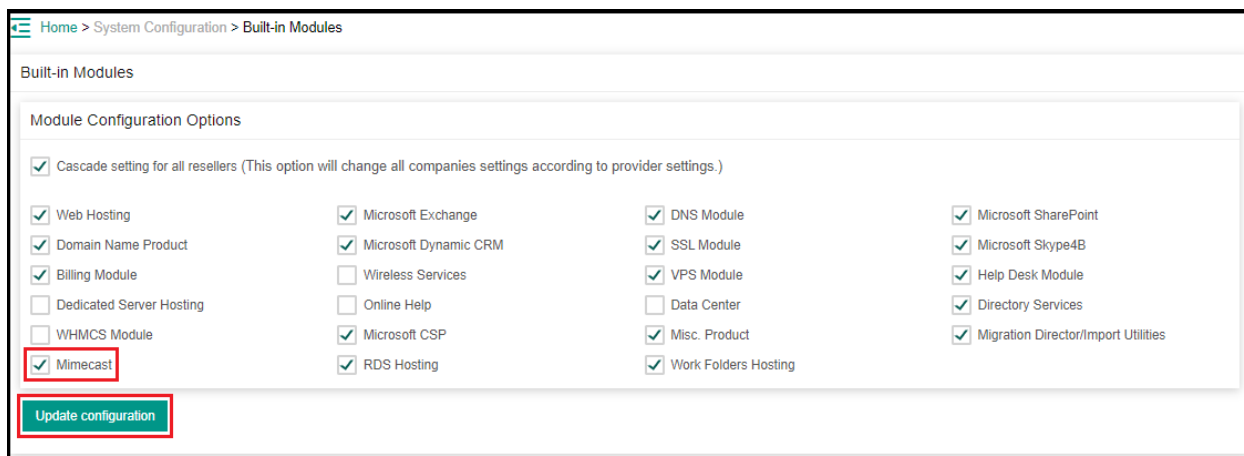 Home > System Configuration > Built-in Modules
Built-in Modules
Module Configuration Options
Cascade setting for all resellers (This option will change all companies settings according to provider settings.)
Web Hosting Microsoft Exchange DNS Module Microsoft SharePoint
Domain Name Product Microsoft Dynamic CRM SSL Module Microsoft Skype4B
Billing Module Wireless Services VPS Module Help Desk Module
Dedicated Server Hosting Online Help Data Center Directory Services
WHMCS Module Microsoft CSP Misc. Product Migration Director/Import Utilities
Mimecast RDS Hosting Work Folders Hosting
Update configuration